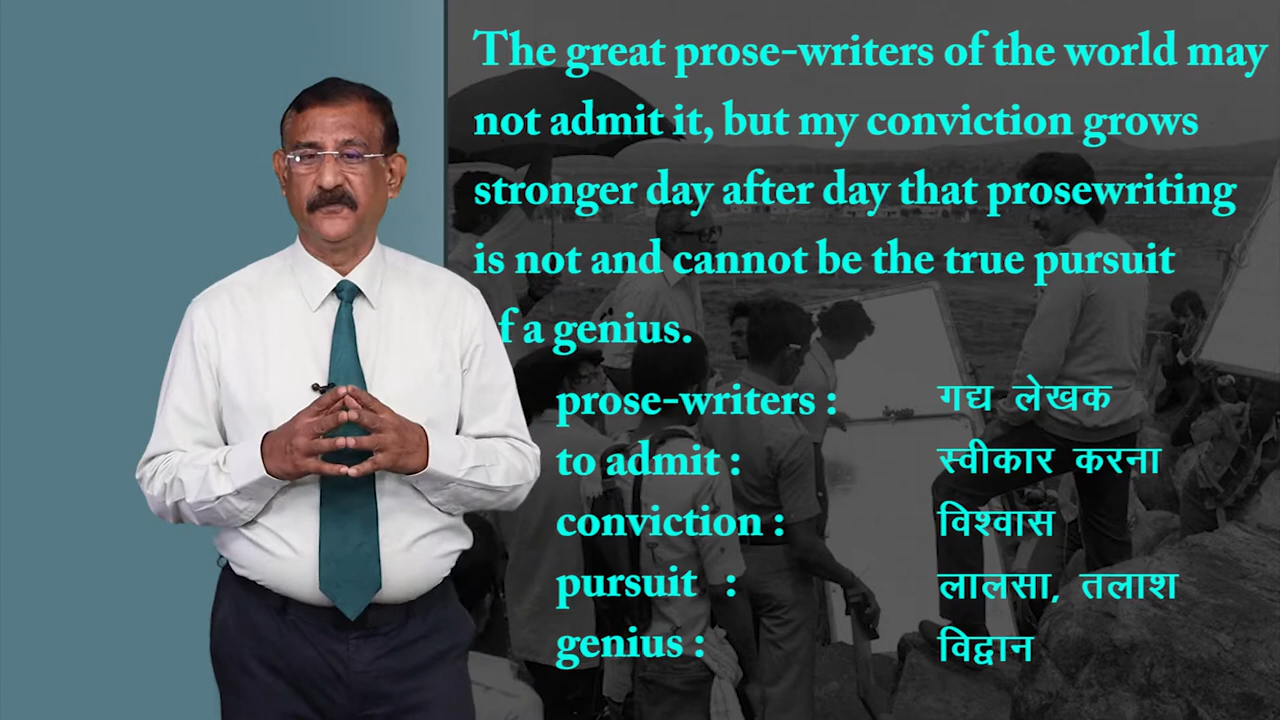 The great prose-writers of the world may
not admit it, but my conviction grows
stronger day after day that prosewriting
is not and cannot be the true pursuit
f a genius.
prose-writers : गद्य लेखक
to admit : स्वीकार करना
conviction : विश्वास
pursuit : लालसा, तलाश
genius : विद्वान